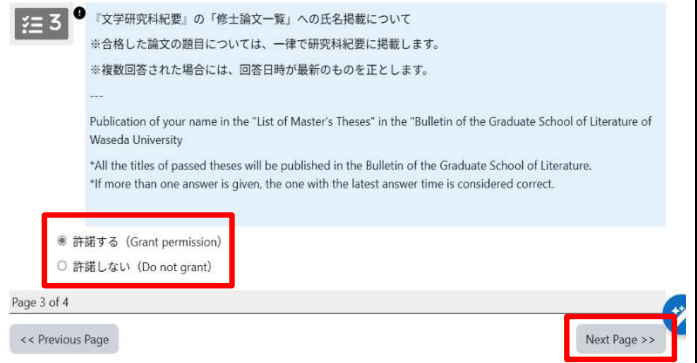 3
『文学研究科紀要』の「修士論文一覧」への氏名掲載について
※合格した論文の題目については、一律で研究科紀要に掲載します。
※複数回答された場合には、回答日時が最新のものを正とします。
---
Publication of your name in the "List of Master's Theses" in the "Bulletin of the Graduate School of Literature of
Waseda University
*All the titles of passed theses will be published in the Bulletin of the Graduate School of Literature.
*If more than one answer is given, the one with the latest answer time is considered correct.
許諾する（Grant permission）
許諾しない（Do not grant）
Page 3 of 4
<< Previous Page
Next Page >>